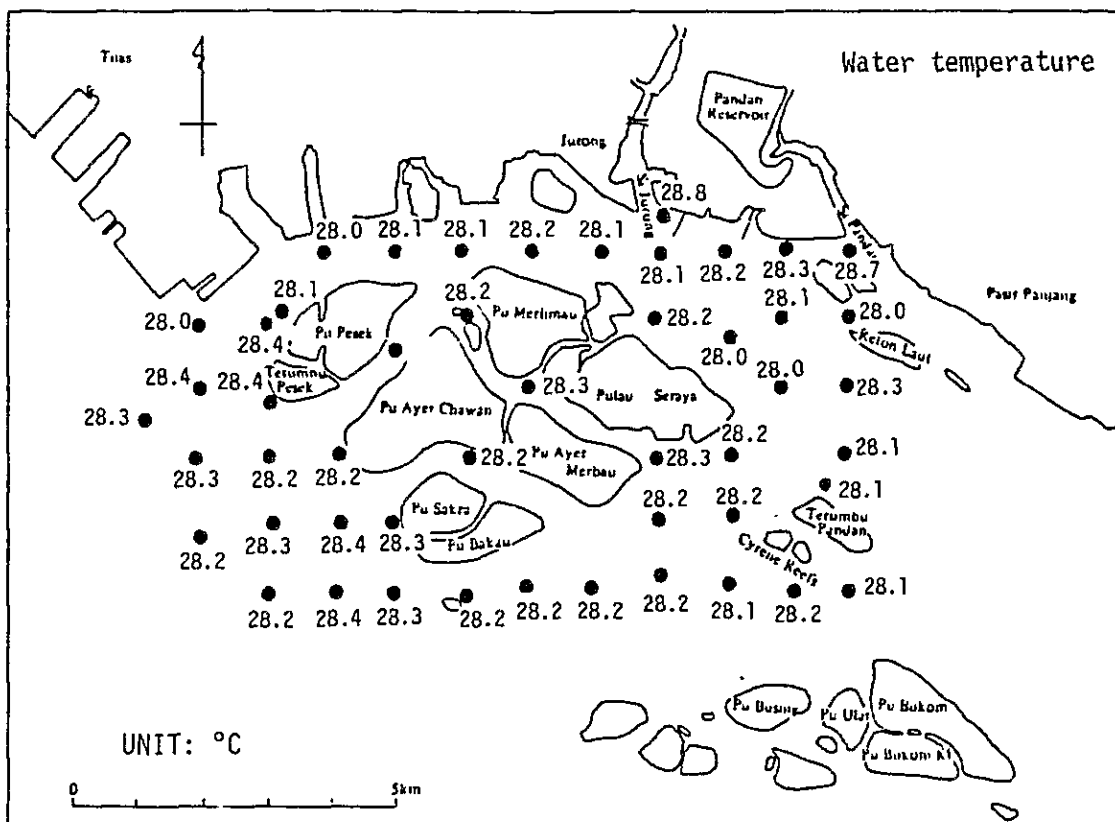 Tuas
4
Water temperature
Pandan
Reservoir
Jurong
28.8
Jurong
28.0
28.1
28.1
28.2
28.1
28.1
28.2
28.3
28.7
Pasir Panjang
28.1
28.2
Pu Merlimau
28.1
28.0
28.0
28.4
Pu Pesek
28.2
28.0
Keton Laut
28.4
28.4
Terumbu
Pesek
28.3
Pulau Seraya
28.0
28.3
28.3
Pu Ayer Chawan
28.2
28.3
28.2
28.2
28.2
Pu Ayer
Merbau
28.3
28.1
28.1
Pu Sakra
28.2
28.2
Terumbu
Pandan
28.2
28.3
28.4
28.3
Pu Bakau
Cyrene Reefs
28.2
28.4
28.3
28.2
28.2
28.2
28.2
28.1
28.2
28.1
Pu Busing
Pu Ular
Pu Bukom
Pu Bukom Kl
UNIT: °C
0
5km